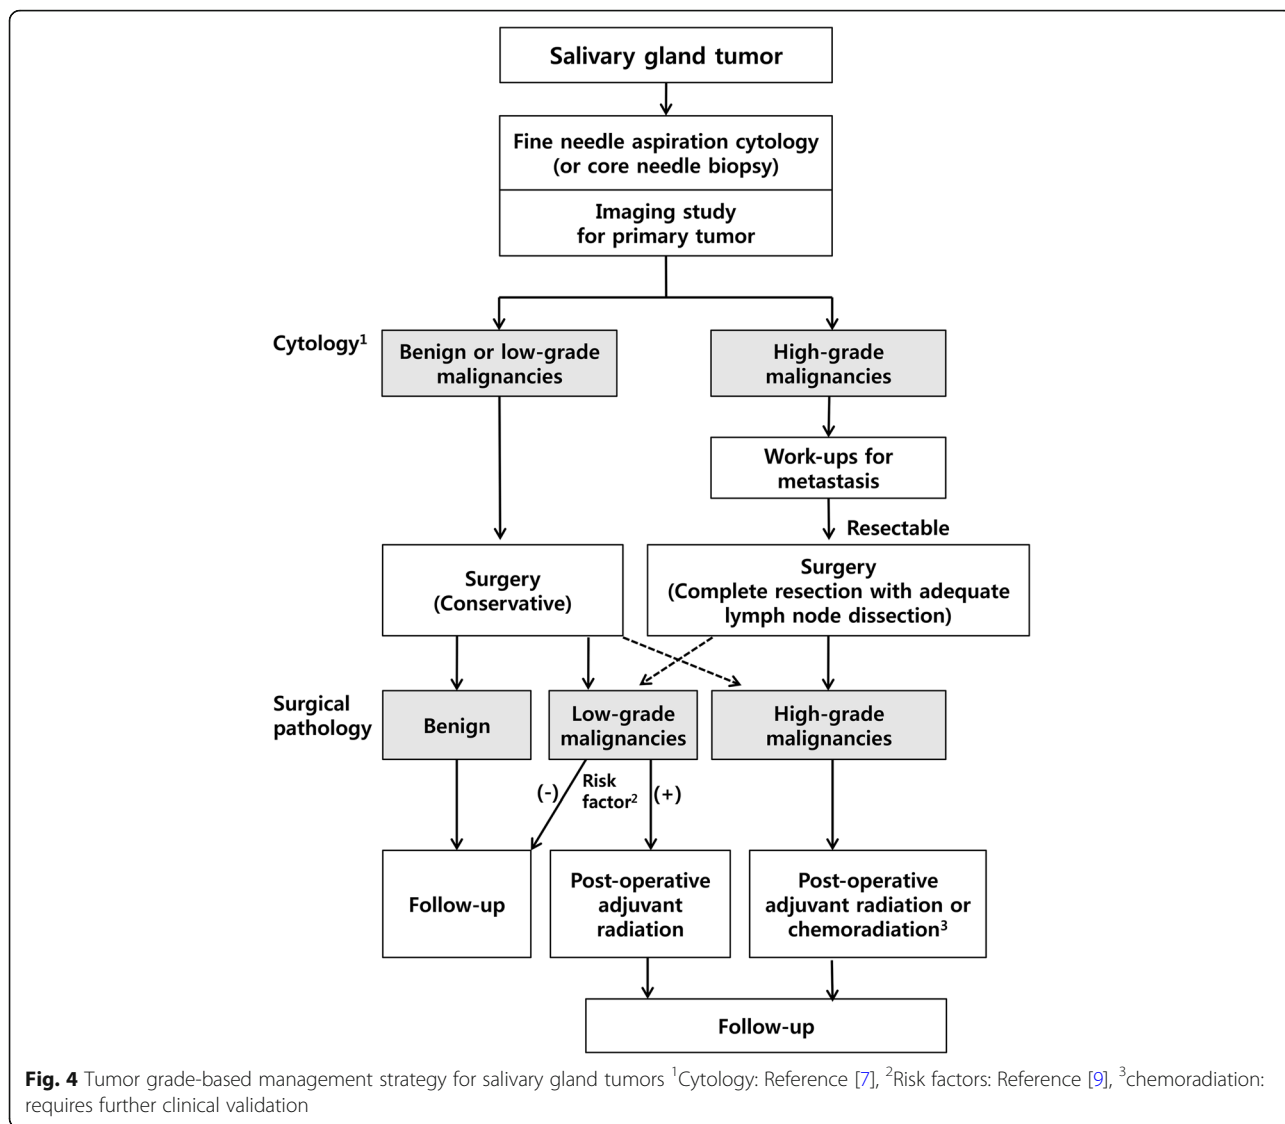 Salivary gland tumor
Fine needle aspiration cytology
(or core needle biopsy)
Imaging study
for primary tumor
Cytology¹
Benign or low-grade
malignancies
High-grade
malignancies
Work-ups for
metastasis
Resectable
Surgery
(Conservative)
Surgery
(Complete resection with adequate
lymph node dissection)
Surgical
pathology
Benign
Low-grade
malignancies
High-grade
malignancies
(-)
Risk
factor²
(+)
Follow-up
Post-operative
adjuvant
radiation
Post-operative
adjuvant radiation or
chemoradiation³
Follow-up
Fig. 4 Tumor grade-based management strategy for salivary gland tumors ¹Cytology: Reference [7], ²Risk factors: Reference [9], ³chemoradiation:
requires further clinical validation